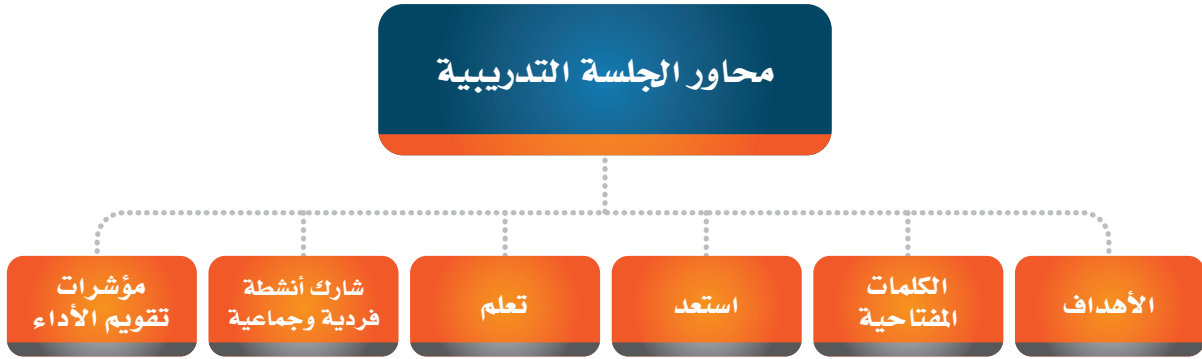 محاور الجلسة التدريبية
الأهداف
الكلمات
المفتاحية
استعد
تعلم
شارك أنشطة
فردية وجماعية
مؤشرات
تقويم الأداء